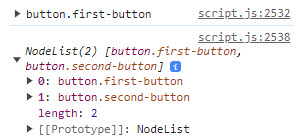 ▶ button.first-button script.js:2532
script.js:2538
NodeList(2) [button.first-button,
▼ button.second-button] i
▶ 0: button.first-button
▶ 1: button.second-button
length: 2
▶ [[Prototype]]: NodeList